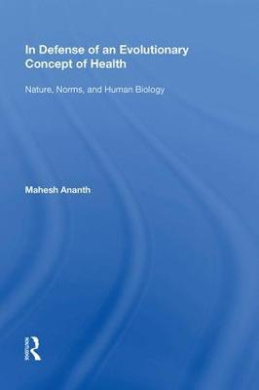 In Defense of an Evolutionary
Concept of Health
Nature, Norms, and Human Biology
Mahesh Ananth
R
ROUTLEDGE